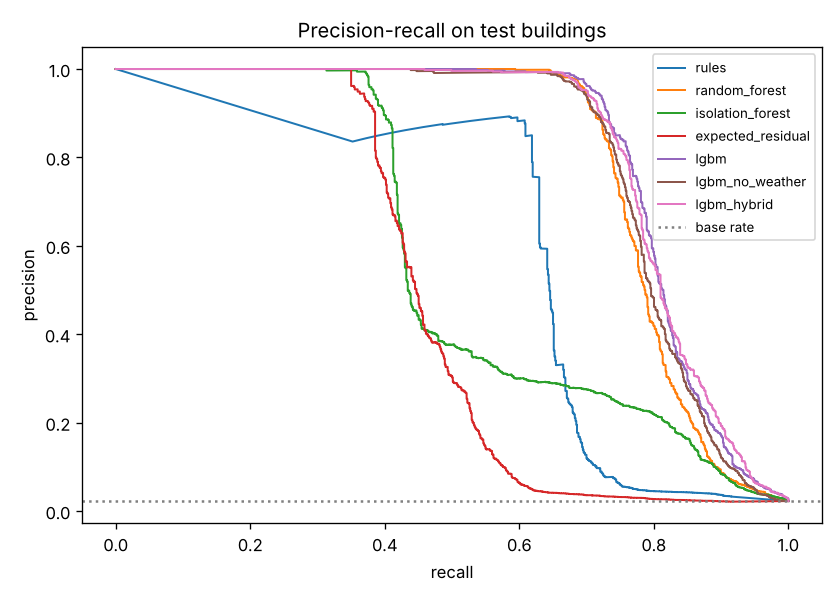 Precision-recall on test buildings
precision
1.0
0.8
0.6
0.4
0.2
0.0
rules
random_forest
isolation_forest
expected_residual
lgbm
lgbm_no_weather
lgbm_hybrid
base rate
0.0 0.2 0.4 0.6 0.8 1.0
recall